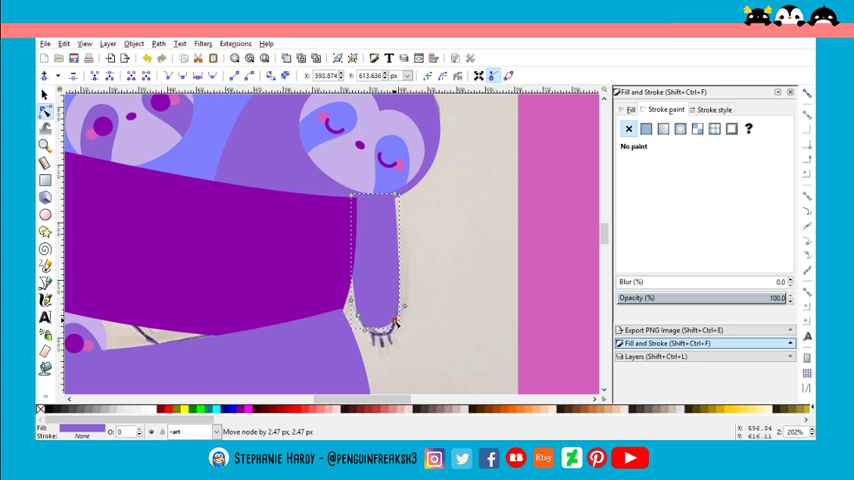 File Edit View Layer Object Path Text Filters Extensions Help
X: 593.874 Y: 613.636 px
Fill and Stroke (Shift+Ctrl+F)
Fill Stroke paint Stroke style
?
No paint
Blur (%) 0.0
Opacity (%) 100.0
Export PNG Image (Shift+Ctrl+E)
Fill and Stroke (Shift+Ctrl+F)
Layers (Shift+Ctrl+L)
Fill:
Stroke: None
O: 0
-art
Move node by 2.47 px, 2.47 px
X: 596.34
Y: 616.11
Z: 202%
Stephanie Hardy - @penguinfreaksh3
Etsy